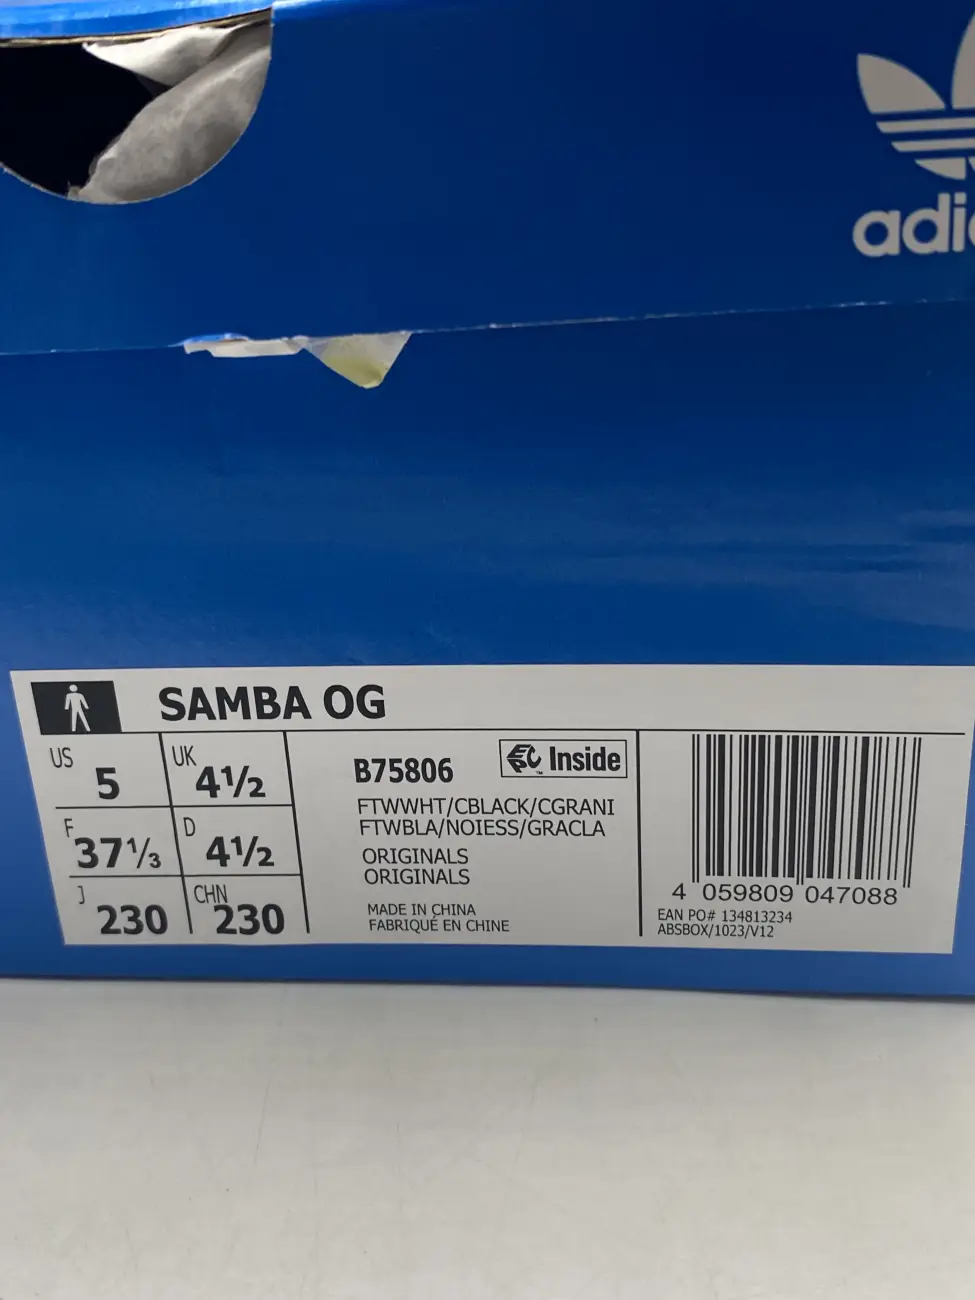 adi
SAMBA OG
US 5 UK 4½
F 37⅓ D 4½
J 230 CHN 230
B75806 Inside
™
FTWWHT/CBLACK/CGRANI
FTWBLA/NOIESS/GRACLA
ORIGINALS
ORIGINALS
MADE IN CHINA
FABRIQUÉ EN CHINE
4 059809 047088
EAN PO# 134813234
ABSBOX/1023/V12